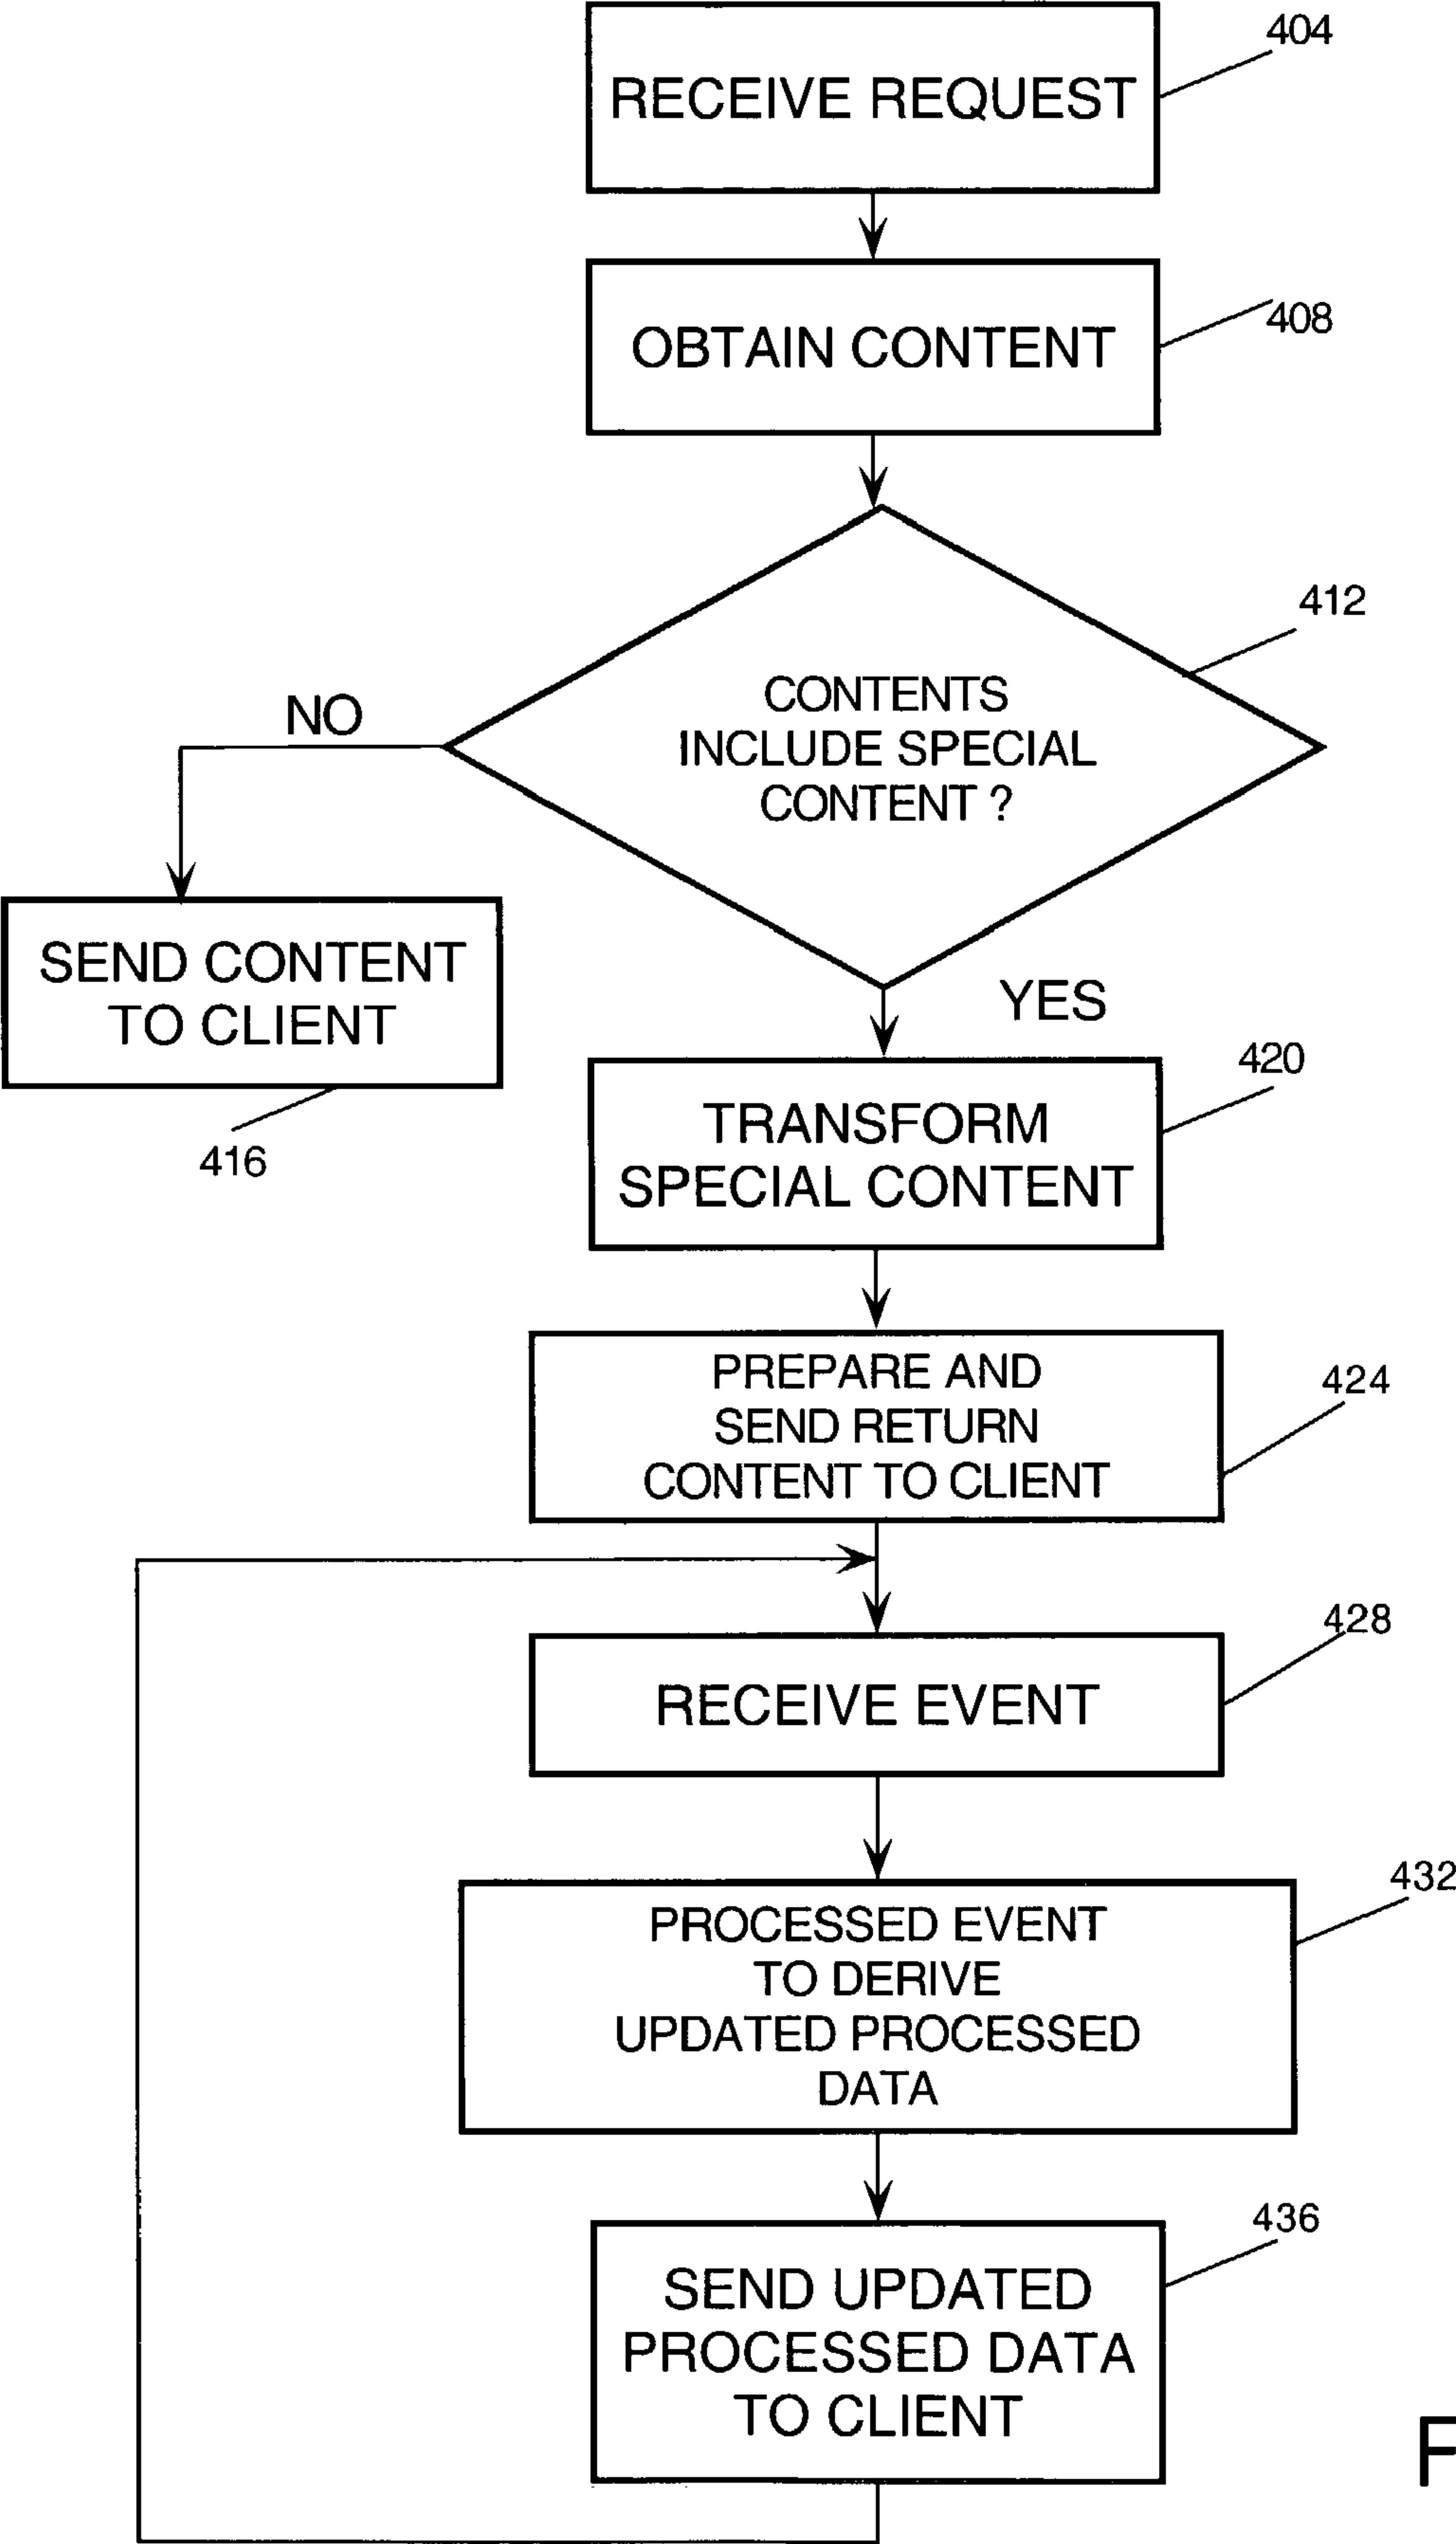 404
RECEIVE REQUEST
OBTAIN CONTENT
408
412
CONTENTS
INCLUDE SPECIAL
CONTENT ?
NO
SEND CONTENT
TO CLIENT
416
YES
420
TRANSFORM
SPECIAL CONTENT
PREPARE AND
SEND RETURN
CONTENT TO CLIENT
424
428
RECEIVE EVENT
432
PROCESSED EVENT
TO DERIVE
UPDATED PROCESSED
DATA
436
SEND UPDATED
PROCESSED DATA
TO CLIENT
F